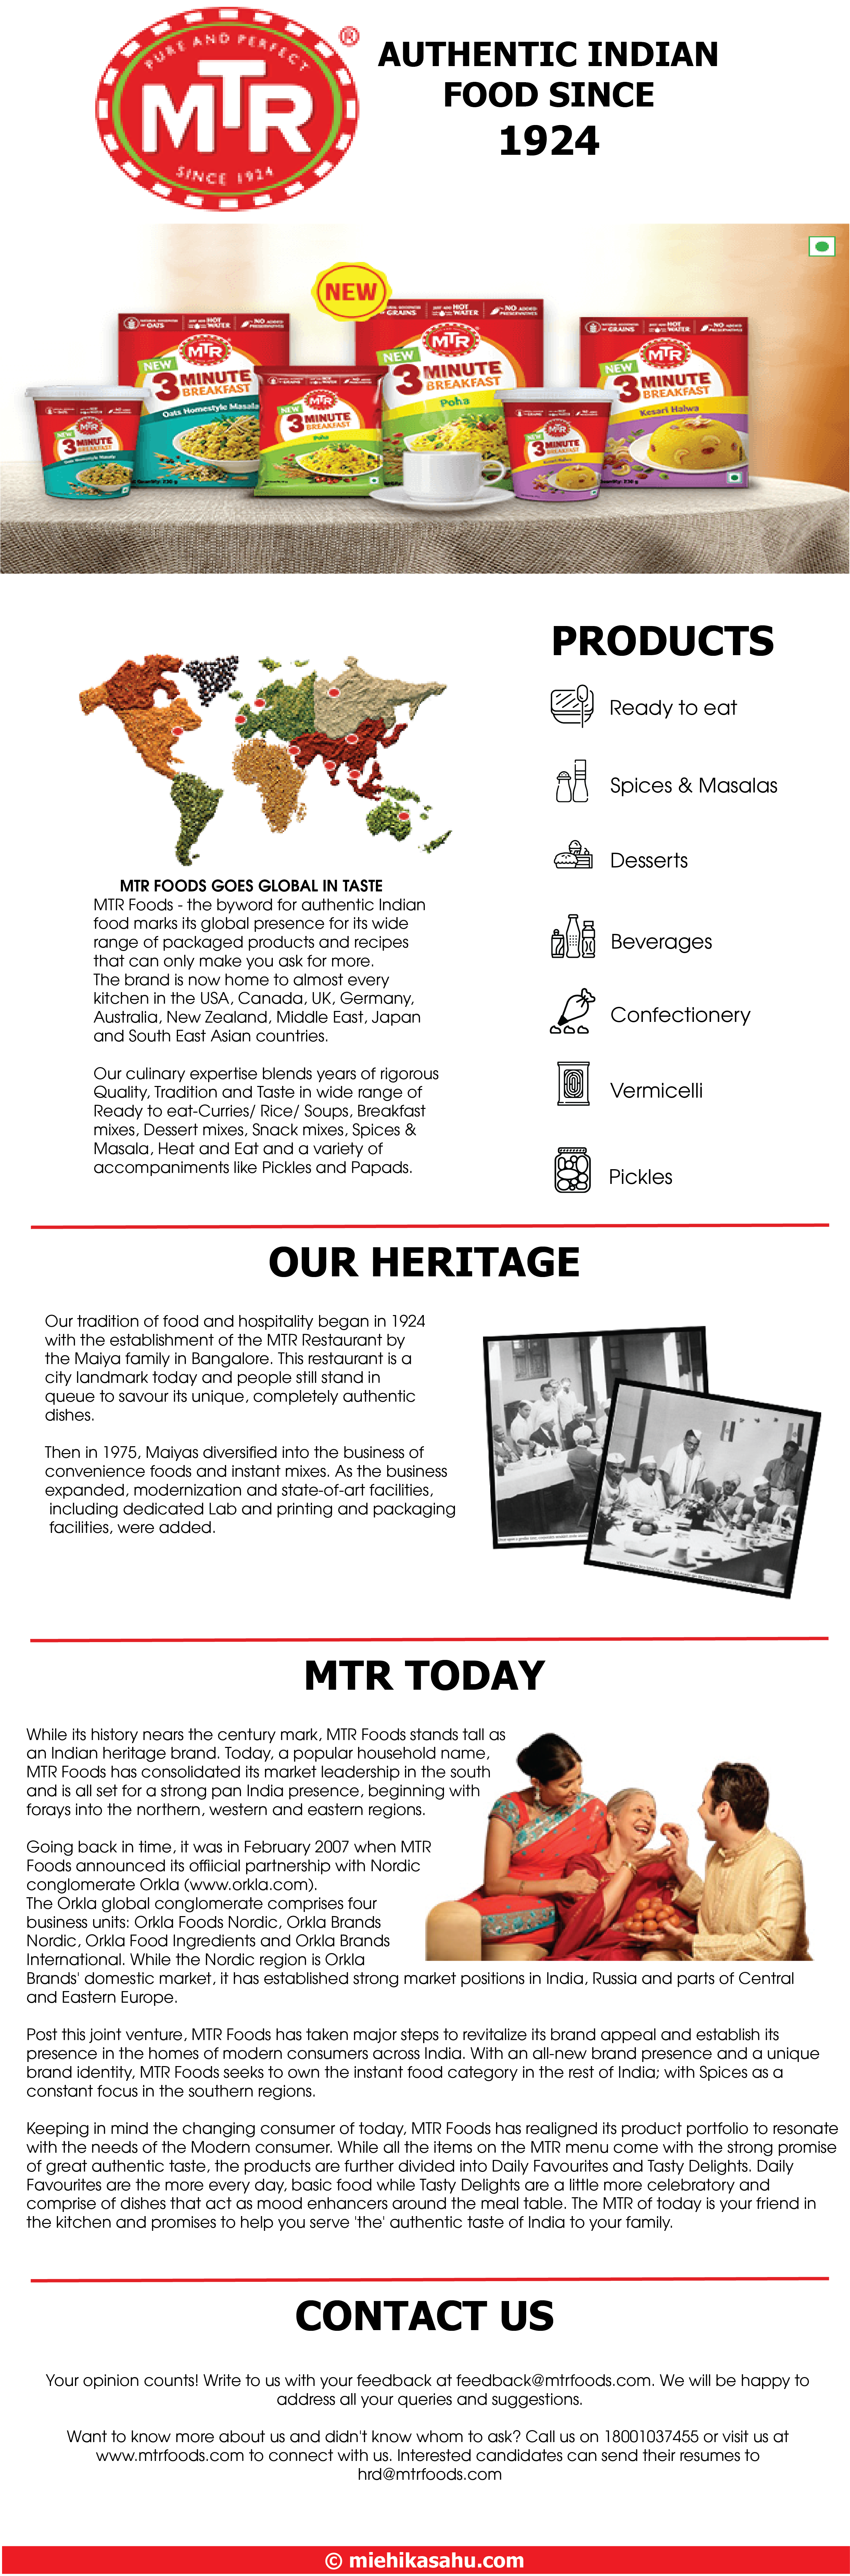 PURE AND PERFECT
MTR
®
SINCE 1924
AUTHENTIC INDIAN
FOOD SINCE
1924
NEW
NEW
3 MINUTE
BREAKFAST
Oats Homestyle Masala
NEW
3 MINUTE
BREAKFAST
Poha
NEW
3 MINUTE
BREAKFAST
Poha
NEW
3 MINUTE
BREAKFAST
Kesari Halwa
MTR FOODS GOES GLOBAL IN TASTE
MTR Foods - the byword for authentic Indian
food marks its global presence for its wide
range of packaged products and recipes
that can only make you ask for more.
The brand is now home to almost every
kitchen in the USA, Canada, UK, Germany,
Australia, New Zealand, Middle East, Japan
and South East Asian countries.
Our culinary expertise blends years of rigorous
Quality, Tradition and Taste in wide range of
Ready to eat-Curries/ Rice/ Soups, Breakfast
mixes, Dessert mixes, Snack mixes, Spices &
Masala, Heat and Eat and a variety of
accompaniments like Pickles and Papads.
PRODUCTS
Ready to eat
Spices & Masalas
Desserts
Beverages
Confectionery
Vermicelli
Pickles
OUR HERITAGE
Our tradition of food and hospitality began in 1924
with the establishment of the MTR Restaurant by
the Maiya family in Bangalore. This restaurant is a
city landmark today and people still stand in
queue to savour its unique, completely authentic
dishes.
Then in 1975, Maiyas diversified into the business of
convenience foods and instant mixes. As the business
expanded, modernization and state-of-art facilities,
including dedicated Lab and printing and packaging
facilities, were added.
MTR TODAY
While its history nears the century mark, MTR Foods stands tall as
an Indian heritage brand. Today, a popular household name,
MTR Foods has consolidated its market leadership in the south
and is all set for a strong pan India presence, beginning with
forays into the northern, western and eastern regions.
Going back in time, it was in February 2007 when MTR
Foods announced its offiicial partnership with Nordic
conglomerate Orkla (www.orkla.com).
The Orkla global conglomerate comprises four
business units: Orkla Foods Nordic, Orkla Brands
Nordic, Orkla Food Ingredients and Orkla Brands
International. While the Nordic region is Orkla
Brands' domestic market, it has established strong market positions in India, Russia and parts of Central
and Eastern Europe.
Post this joint venture, MTR Foods has taken major steps to revitalize its brand appeal and establish its
presence in the homes of modern consumers across India. With an all-new brand presence and a unique
brand identity, MTR Foods seeks to own the instant food category in the rest of India; with Spices as a
constant focus in the southern regions.
Keeping in mind the changing consumer of today, MTR Foods has realigned its product portfolio to resonate
with the needs of the Modern consumer. While all the items on the MTR menu come with the strong promise
of great authentic taste, the products are further divided into Daily Favourites and Tasty Delights. Daily
Favourites are the more every day, basic food while Tasty Delights are a little more celebratory and
comprise of dishes that act as mood enhancers around the meal table. The MTR of today is your friend in
the kitchen and promises to help you serve 'the' authentic taste of India to your family.
CONTACT US
Your opinion counts! Write to us with your feedback at feedback@mtrfoods.com. We will be happy to
address all your queries and suggestions.
Want to know more about us and didn't know whom to ask? Call us on 18001037455 or visit us at
www.mtrfoods.com to connect with us. Interested candidates can send their resumes to
hrd@mtrfoods.com
© miehikasahu.com